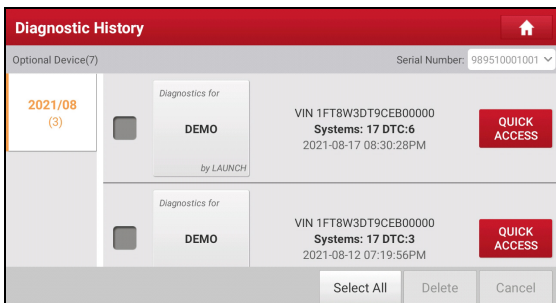 Diagnostic History
Optional Device(7)
Serial Number: 989510001001
2021/08
(3)
Diagnostics for
DEMO
by LAUNCH
VIN 1FT8W3DT9CEB00000
Systems: 17 DTC:6
2021-08-17 08:30:28PM
QUICK
ACCESS
Diagnostics for
DEMO
VIN 1FT8W3DT9CEB00000
Systems: 17 DTC:3
2021-08-12 07:19:56PM
QUICK
ACCESS
Select All
Delete
Cancel